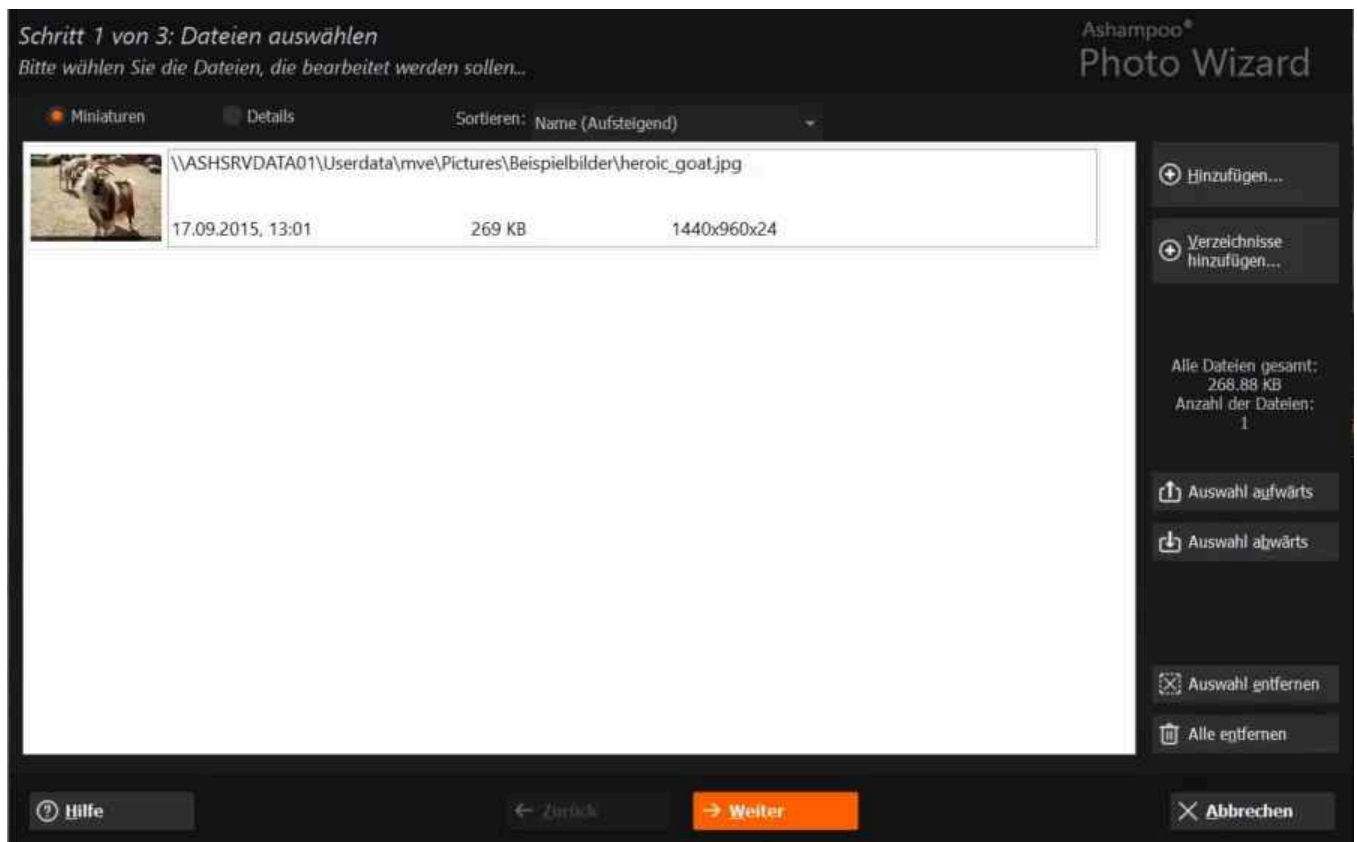 Schritt 1 von 3: Dateien auswählen
Bitte wählen Sie die Dateien, die bearbeitet werden sollen...
Ashampoo®
Photo Wizard
Miniaturen
Details
Sortieren:
Name (Aufsteigend)
\\ASHSRVDATA01\Userdata\mve\Pictures\Beispielbilder\heroic_goat.jpg
17.09.2015, 13:01
269 KB
1440x960x24
Hinzufügen...
Verzeichnisse
hinzufügen...
Alle Dateien gesamt:
268.88 KB
Anzahl der Dateien:
1
Auswahl aufwärts
Auswahl abwärts
Auswahl entfernen
Alle entfernen
Hilfe
Zurück
Weiter
Abbrechen